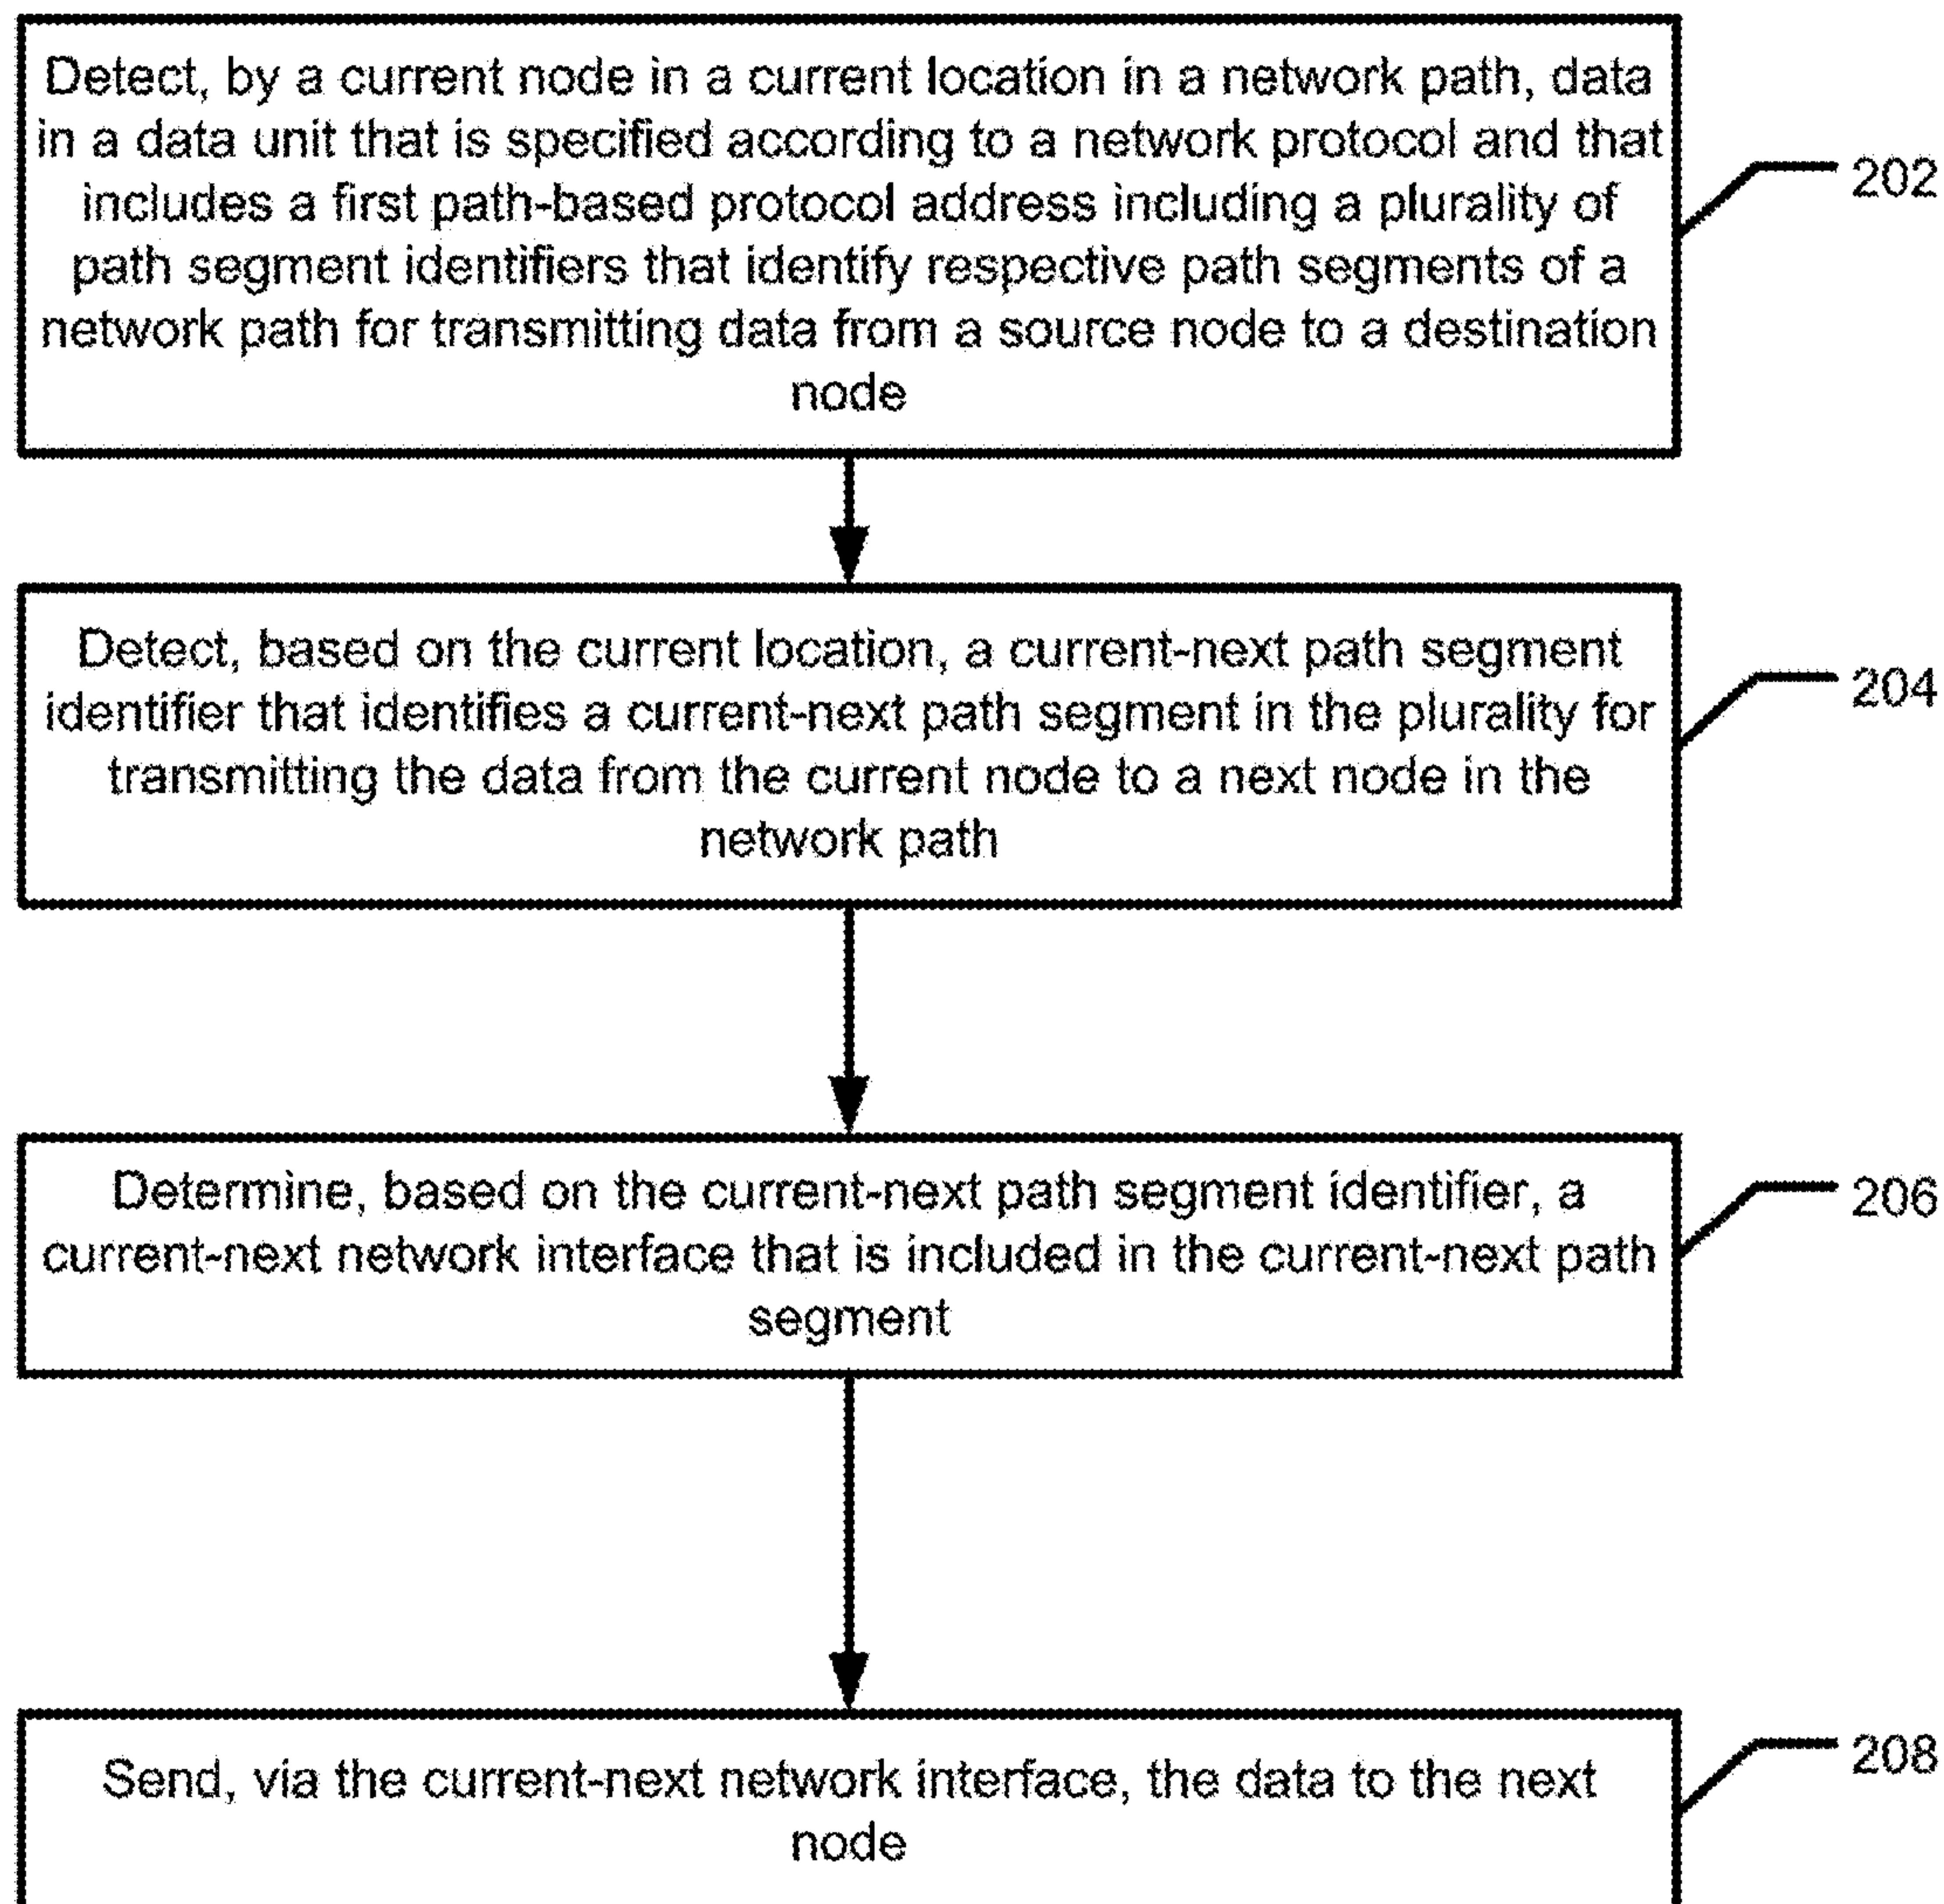 Detect, by a current node in a current location in a network path, data
in a data unit that is specified according to a network protocol and that
includes a first path-based protocol address including a plurality of
path segment identifiers that identify respective path segments of a
network path for transmitting data from a source node to a destination
node
202
Detect, based on the current location, a current-next path segment
identifier that identifies a current-next path segment in the plurality for
transmitting the data from the current node to a next node in the
network path
204
Determine, based on the current-next path segment identifier, a
current-next network interface that is included in the current-next path
segment
206
Send, via the current-next network interface, the data to the next
node
208